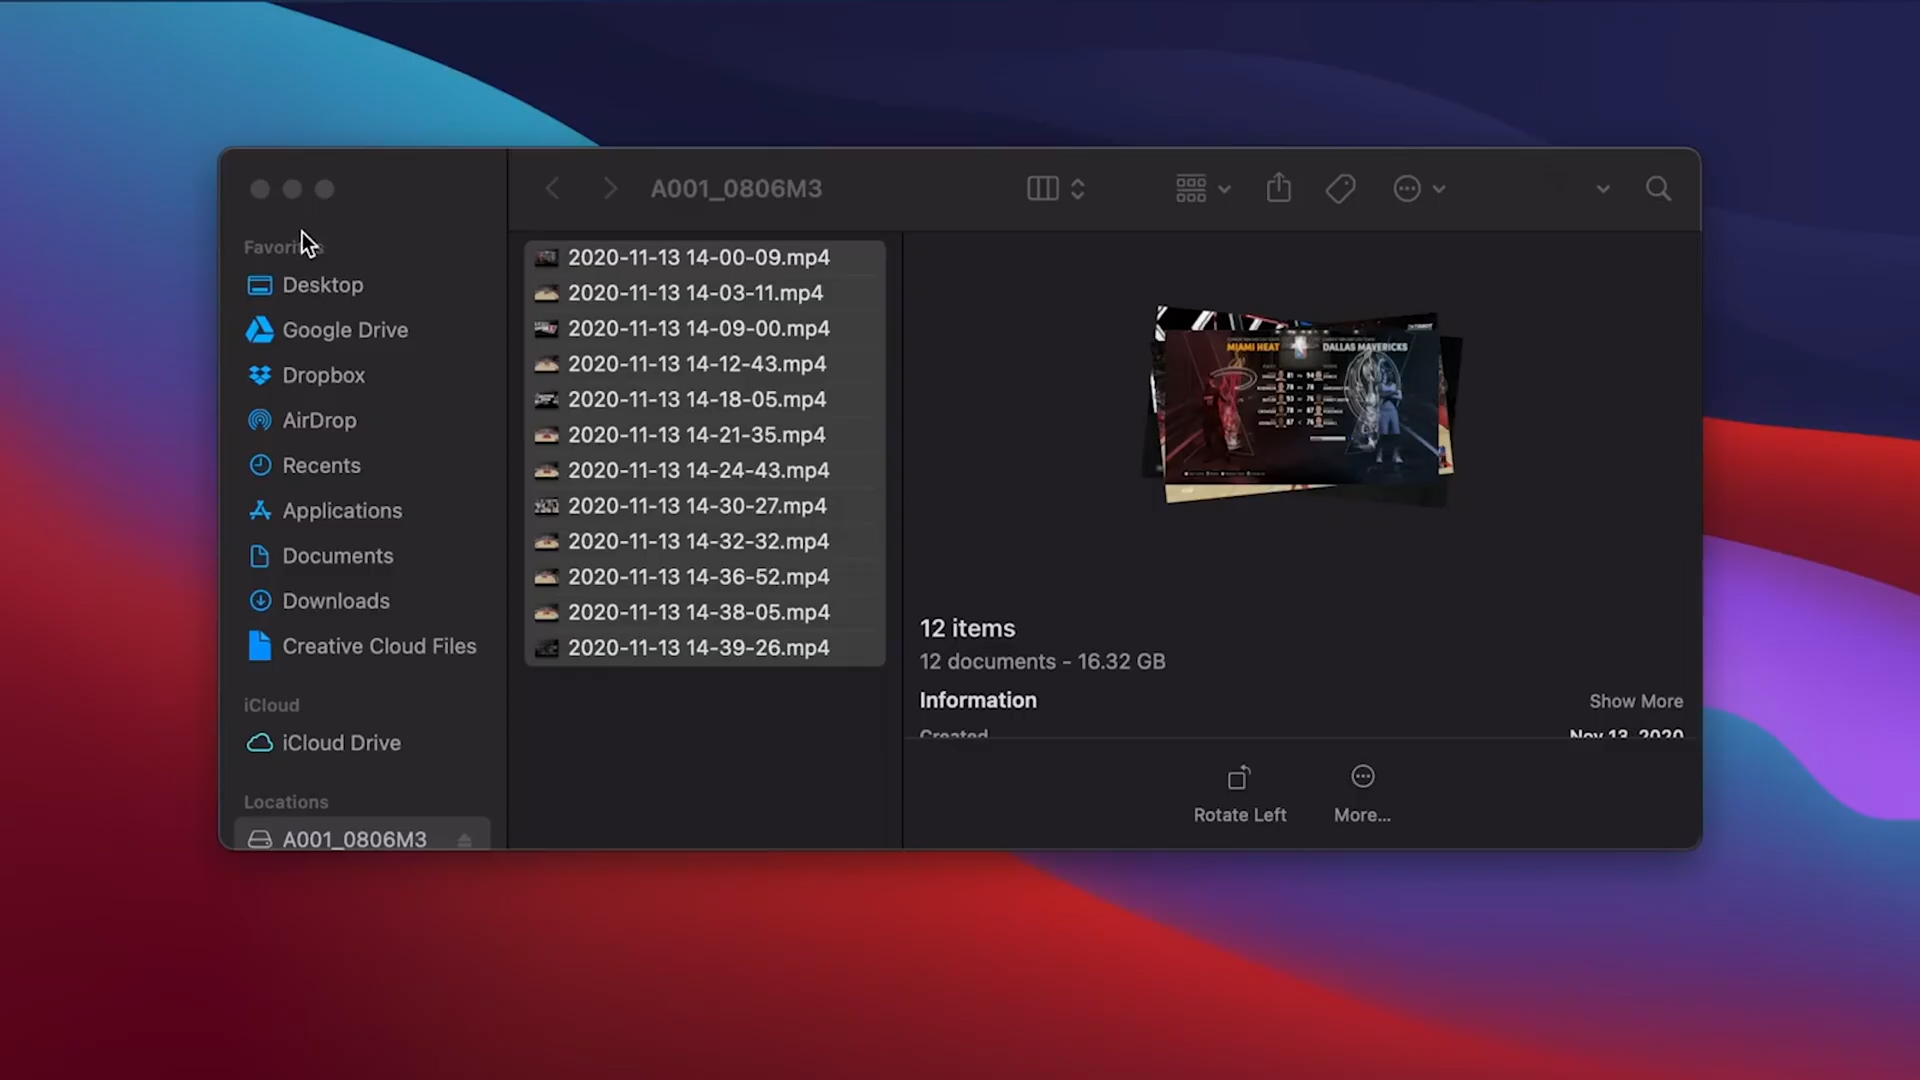 A001_0806M3
Favorites
Desktop
Google Drive
Dropbox
AirDrop
Recents
Applications
Documents
Downloads
Creative Cloud Files
iCloud
iCloud Drive
Locations
A001_0806M3
2020-11-13 14-00-09.mp4
2020-11-13 14-03-11.mp4
2020-11-13 14-09-00.mp4
2020-11-13 14-12-43.mp4
2020-11-13 14-18-05.mp4
2020-11-13 14-21-35.mp4
2020-11-13 14-24-43.mp4
2020-11-13 14-30-27.mp4
2020-11-13 14-32-32.mp4
2020-11-13 14-36-52.mp4
2020-11-13 14-38-05.mp4
2020-11-13 14-39-26.mp4
MIAMI HEAT DALLAS MAVERICKS
12 items
12 documents - 16.32 GB
Information Show More
Created Nov 13, 2020
Rotate Left More...